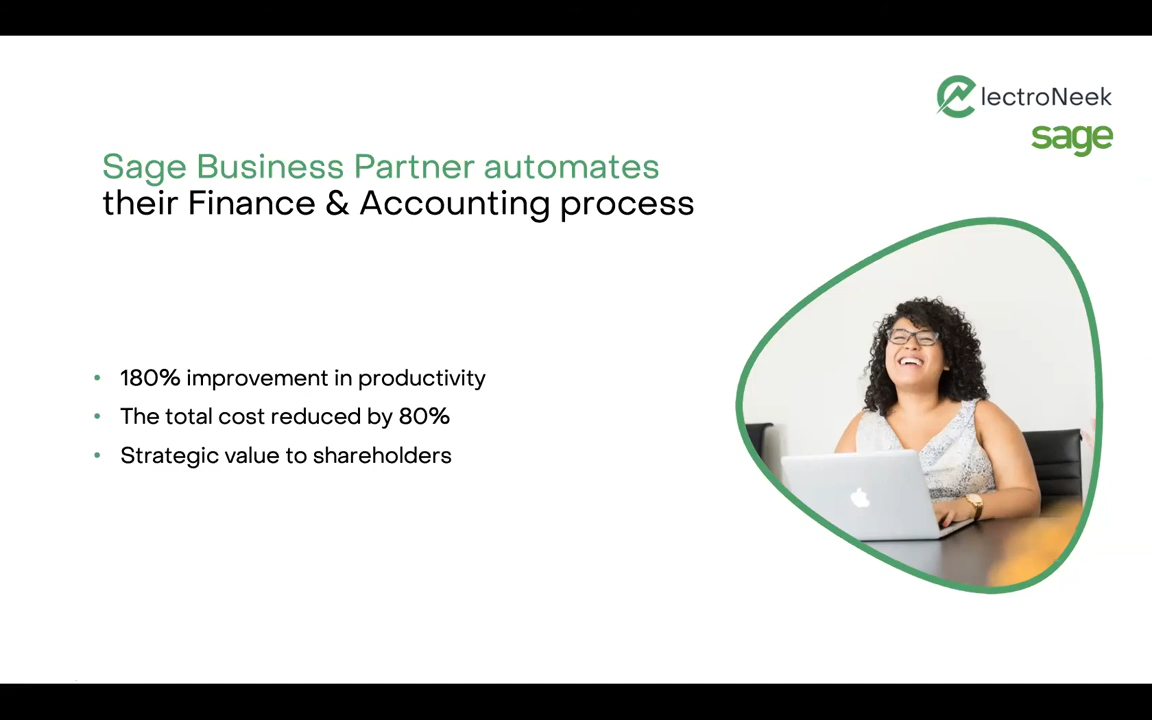 lectroNeek
sage
Sage Business Partner automates
their Finance & Accounting process
• 180% improvement in productivity
• The total cost reduced by 80%
• Strategic value to shareholders